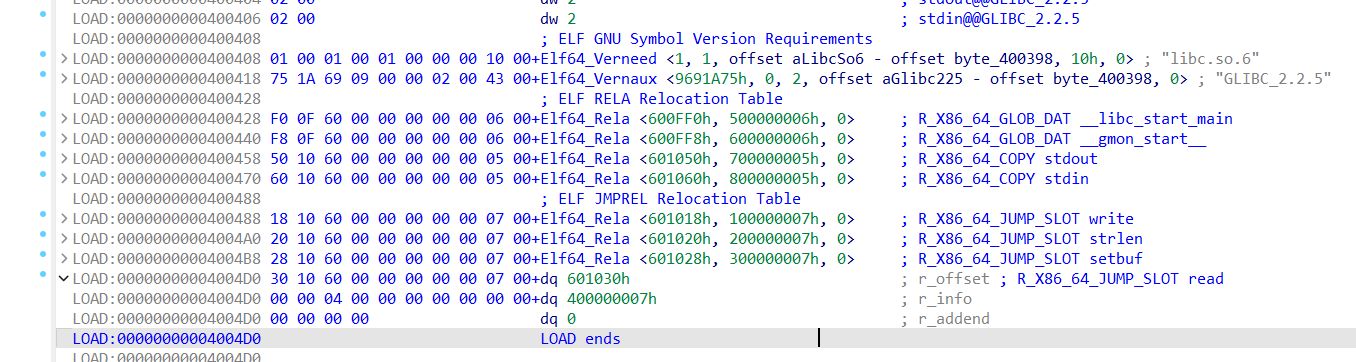 LOAD:0000000000400404 02 00 dw 2 ; stdout@@GLIBC_2.2.5
LOAD:0000000000400406 02 00 dw 2 ; stdin@@GLIBC_2.2.5
LOAD:0000000000400408 ; ELF GNU Symbol Version Requirements
LOAD:0000000000400408 01 00 01 00 01 00 00 00 10 00+Elf64_Verneed <1, 1, offset aLibcSo6 - offset byte_400398, 10h, 0> ; "libc.so.6"
LOAD:0000000000400418 75 1A 69 09 00 00 02 00 43 00+Elf64_Vernaux <9691A75h, 0, 2, offset aGlibc225 - offset byte_400398, 0> ; "GLIBC_2.2.5"
LOAD:0000000000400428 ; ELF RELA Relocation Table
LOAD:0000000000400428 F0 0F 60 00 00 00 00 00 06 00+Elf64_Rela <600FF0h, 500000006h, 0> ; R_X86_64_GLOB_DAT __libc_start_main
LOAD:0000000000400440 F8 0F 60 00 00 00 00 00 06 00+Elf64_Rela <600FF8h, 600000006h, 0> ; R_X86_64_GLOB_DAT __gmon_start__
LOAD:0000000000400458 50 10 60 00 00 00 00 00 05 00+Elf64_Rela <601050h, 700000005h, 0> ; R_X86_64_COPY stdout
LOAD:0000000000400470 60 10 60 00 00 00 00 00 05 00+Elf64_Rela <601060h, 800000005h, 0> ; R_X86_64_COPY stdin
LOAD:0000000000400488 ; ELF JMPREL Relocation Table
LOAD:0000000000400488 18 10 60 00 00 00 00 00 07 00+Elf64_Rela <601018h, 100000007h, 0> ; R_X86_64_JUMP_SLOT write
LOAD:00000000004004A0 20 10 60 00 00 00 00 00 07 00+Elf64_Rela <601020h, 200000007h, 0> ; R_X86_64_JUMP_SLOT strlen
LOAD:00000000004004B8 28 10 60 00 00 00 00 00 07 00+Elf64_Rela <601028h, 300000007h, 0> ; R_X86_64_JUMP_SLOT setbuf
LOAD:00000000004004D0 30 10 60 00 00 00 00 00 07 00+dq 601030h ; r_offset ; R_X86_64_JUMP_SLOT read
LOAD:00000000004004D0 00 00 04 00 00 00 00 00 00 00+dq 400000007h ; r_info
LOAD:00000000004004D0 00 00 00 00 dq 0 ; r_addend
LOAD:00000000004004D0 LOAD ends
LOAD:00000000004004D0